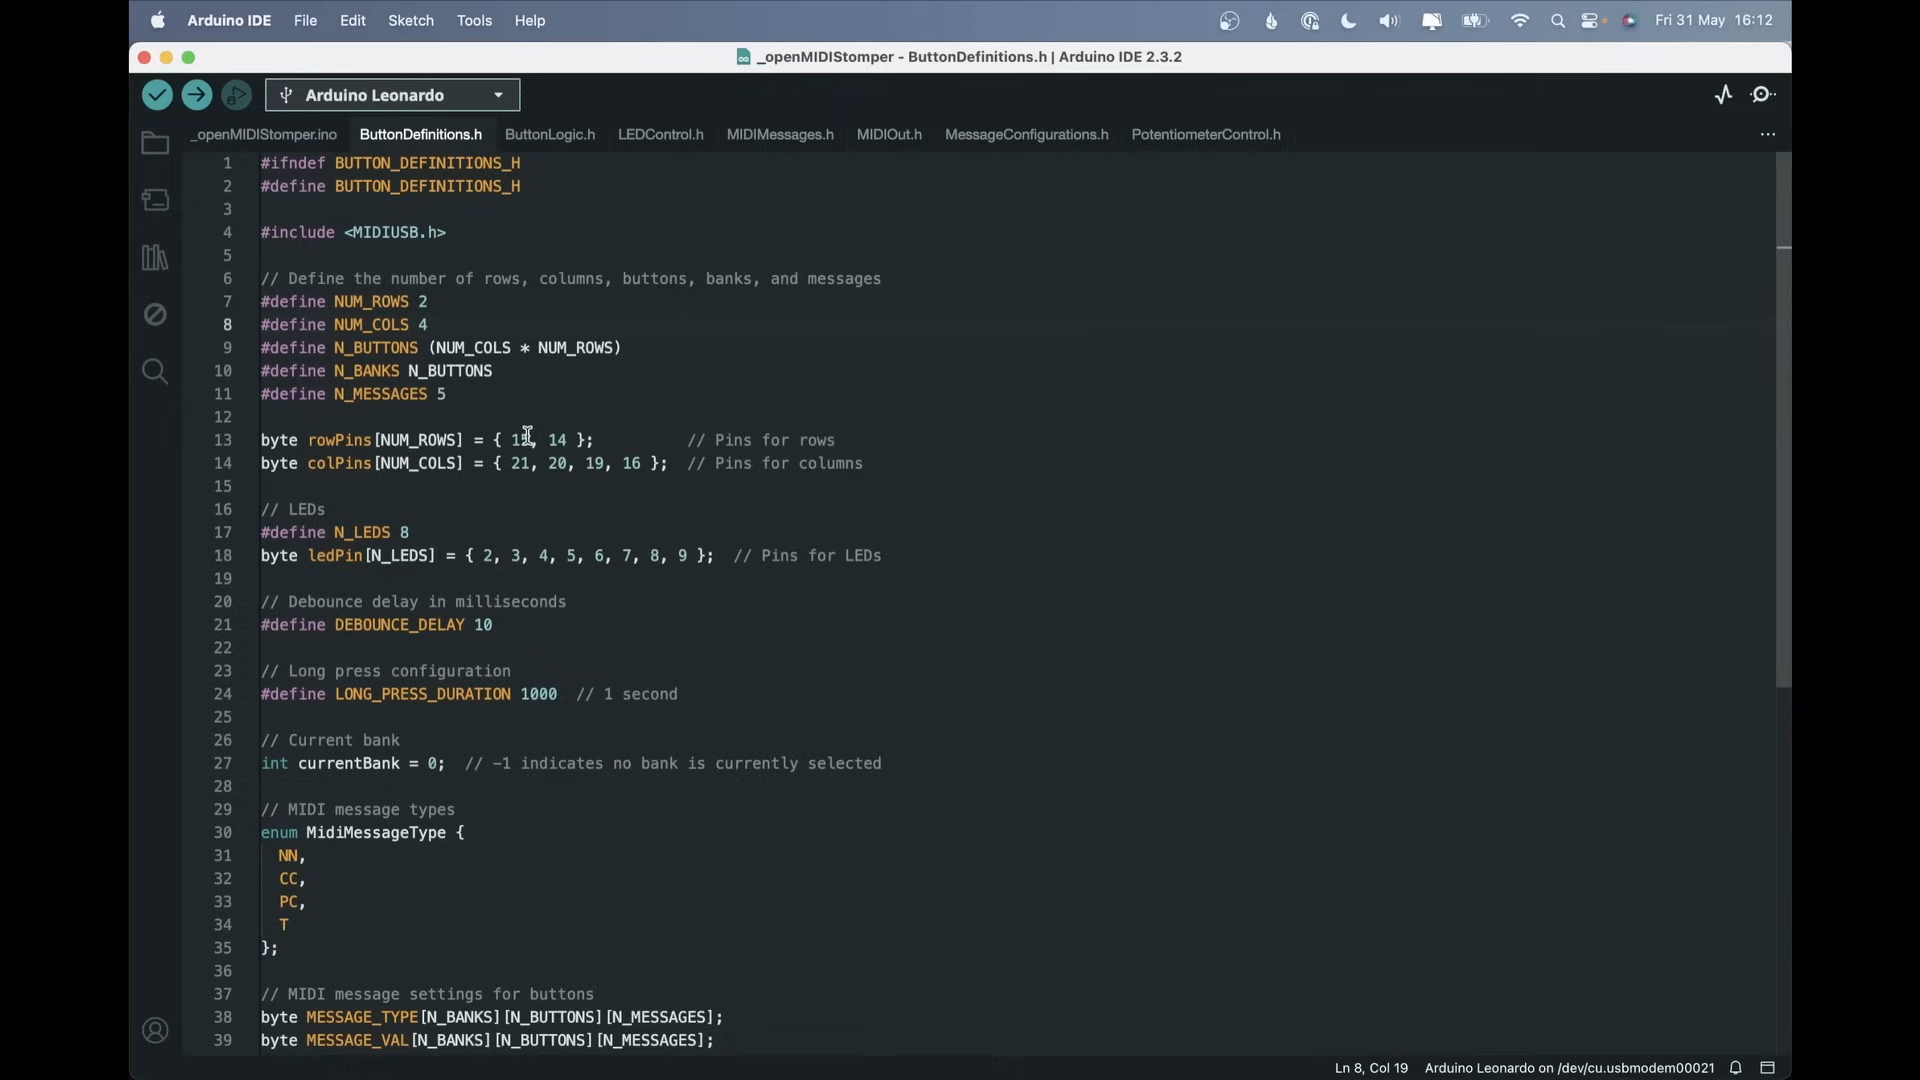 Arduino IDE File Edit Sketch Tools Help Fri 31 May 16:12
_openMIDIStomper - ButtonDefinitions.h | Arduino IDE 2.3.2
Arduino Leonardo
_openMIDIStomper.ino ButtonDefinitions.h ButtonLogic.h LEDControl.h MIDIMessages.h MIDIOut.h MessageConfigurations.h PotentiometerControl.h ...
1 #ifndef BUTTON_DEFINITIONS_H
2 #define BUTTON_DEFINITIONS_H
3
4 #include <MIDIUSB.h>
5
6 // Define the number of rows, columns, buttons, banks, and messages
7 #define NUM_ROWS 2
8 #define NUM_COLS 4
9 #define N_BUTTONS (NUM_COLS * NUM_ROWS)
10 #define N_BANKS N_BUTTONS
11 #define N_MESSAGES 5
12
13 byte rowPins[NUM_ROWS] = { 15, 14 }; // Pins for rows
14 byte colPins[NUM_COLS] = { 21, 20, 19, 16 }; // Pins for columns
15
16 // LEDs
17 #define N_LEDS 8
18 byte ledPin[N_LEDS] = { 2, 3, 4, 5, 6, 7, 8, 9 }; // Pins for LEDs
19
20 // Debounce delay in milliseconds
21 #define DEBOUNCE_DELAY 10
22
23 // Long press configuration
24 #define LONG_PRESS_DURATION 1000 // 1 second
25
26 // Current bank
27 int currentBank = 0; // -1 indicates no bank is currently selected
28
29 // MIDI message types
30 enum MidiMessageType {
31 NN,
32 CC,
33 PC,
34 T
35 };
36
37 // MIDI message settings for buttons
38 byte MESSAGE_TYPE[N_BANKS][N_BUTTONS][N_MESSAGES];
39 byte MESSAGE_VAL[N_BANKS][N_BUTTONS][N_MESSAGES];
Ln 8, Col 19 Arduino Leonardo on /dev/cu.usbmodem00021